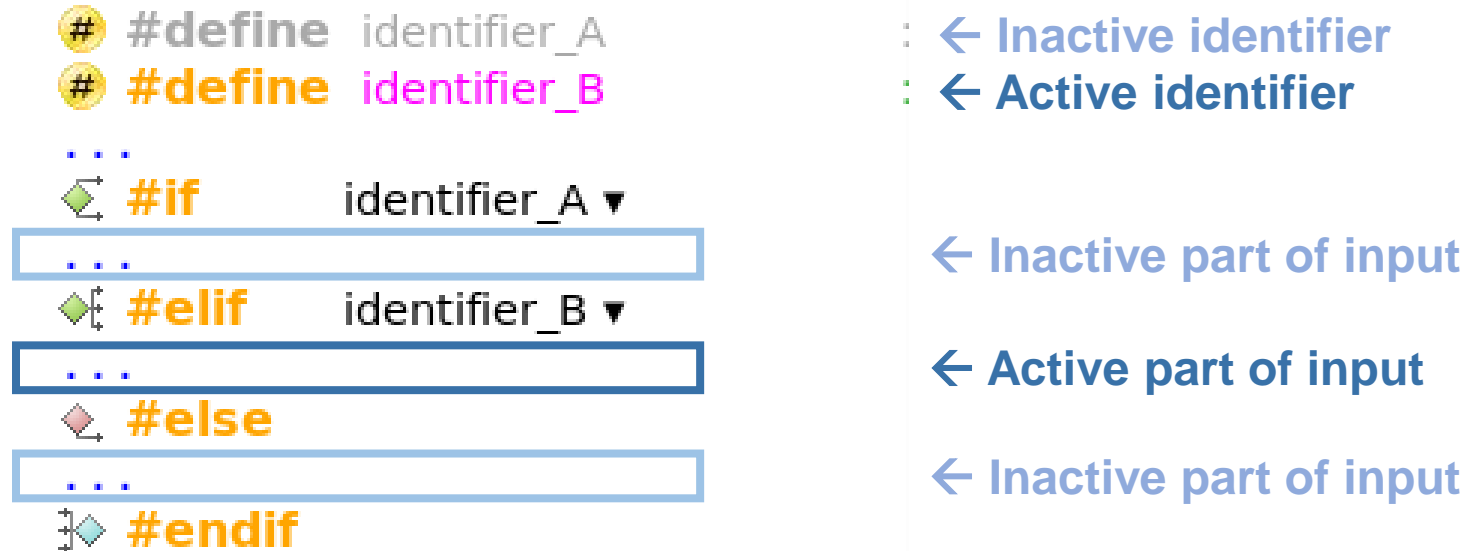 # #define identifier_A : ← Inactive identifier
# #define identifier_B : ← Active identifier
...
#if identifier_A ▾
... ← Inactive part of input
#elif identifier_B ▾
... ← Active part of input
#else
... ← Inactive part of input
#endif